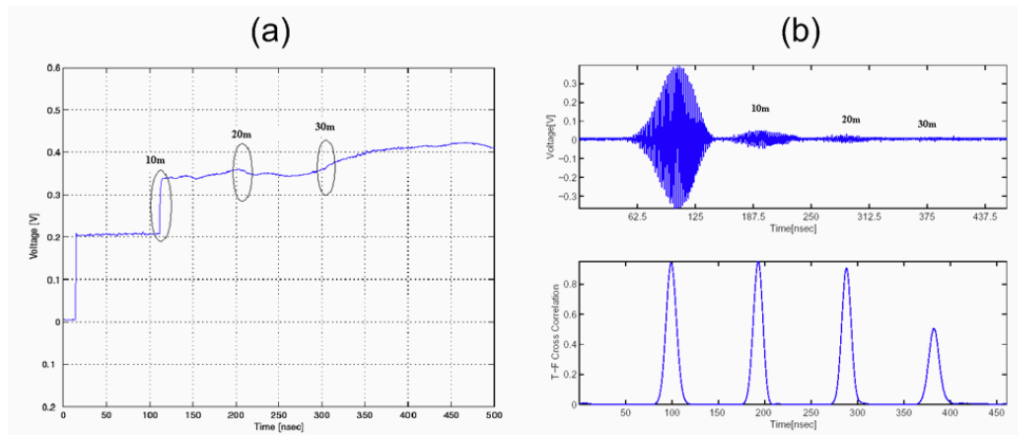 (a)
0.6
0.5
0.4
0.3
0.2
0.1
0
0.1
0.2
Voltage [V]
10m
20m
30m
0 50 100 150 200 250 300 350 400 450 500
Time [nsec]
(b)
0.3
0.2
0.1
0
−0.1
−0.2
−0.3
Voltage[V]
10m
20m
30m
62.5 125 187.5 250 312.5 375 437.5
Time[nsec]
0.8
0.6
0.4
0.2
0
T−F Cross Correlation
50 100 150 200 250 300 350 400 450
Time[nsec]